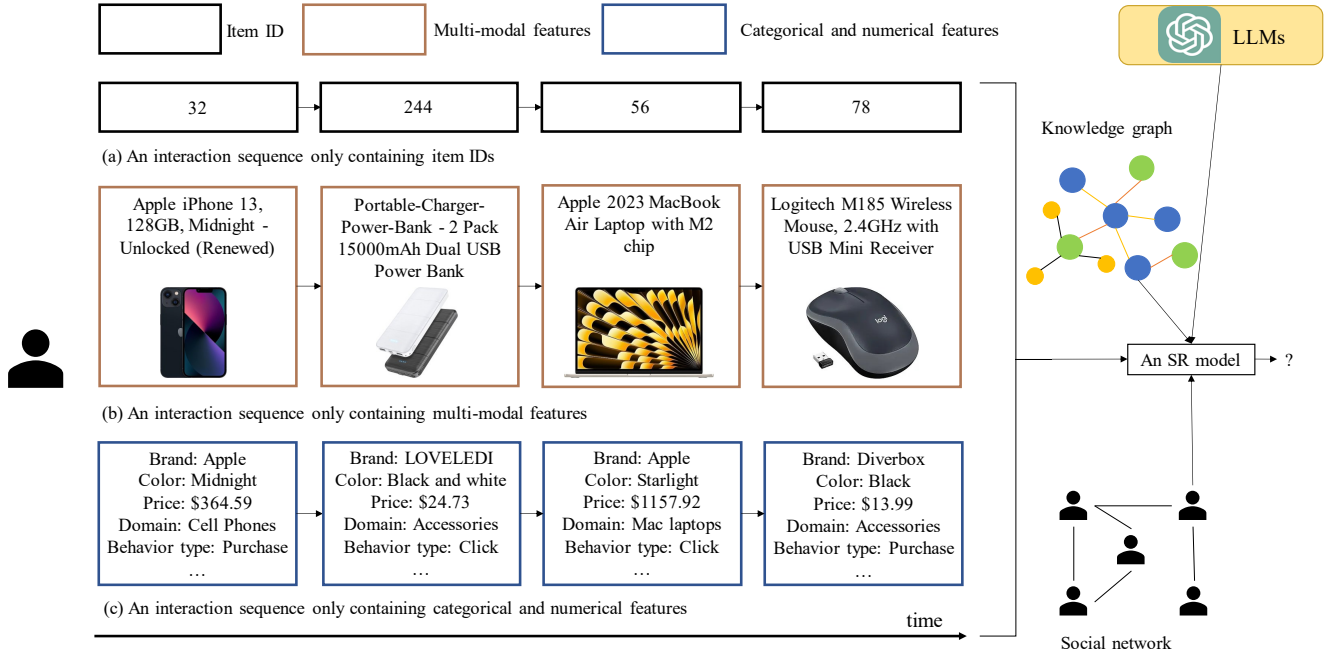 Item ID
Multi-modal features
Categorical and numerical features
LLMs
32
244
56
78
(a) An interaction sequence only containing item IDs
Knowledge graph
Apple iPhone 13,
128GB, Midnight -
Unlocked (Renewed)
Portable-Charger-
Power-Bank - 2 Pack
15000mAh Dual USB
Power Bank
Apple 2023 MacBook
Air Laptop with M2
chip
Logitech M185 Wireless
Mouse, 2.4GHz with
USB Mini Receiver
logi
An SR model
?
(b) An interaction sequence only containing multi-modal features
Brand: Apple
Color: Midnight
Price: $364.59
Domain: Cell Phones
Behavior type: Purchase
…
Brand: LOVELEDI
Color: Black and white
Price: $24.73
Domain: Accessories
Behavior type: Click
…
Brand: Apple
Color: Starlight
Price: $1157.92
Domain: Mac laptops
Behavior type: Click
…
Brand: Diverbox
Color: Black
Price: $13.99
Domain: Accessories
Behavior type: Purchase
…
(c) An interaction sequence only containing categorical and numerical features
time
Social network